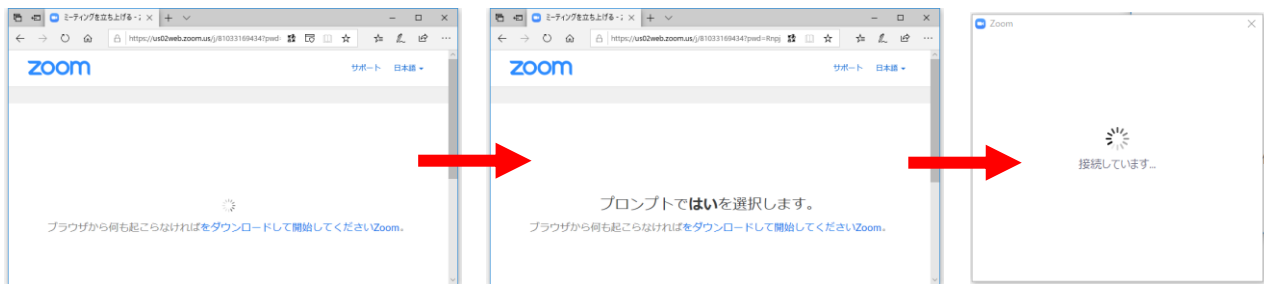 ミーティングを立ち上げる - ズ
https://us02web.zoom.us/j/81033169434?pwd=
zoom
サポート 日本語
ブラウザから何も起こらなければをダウンロードして開始してくださいZoom。
ミーティングを立ち上げる - ズ
https://us02web.zoom.us/j/81033169434?pwd=Rnpj
zoom
サポート 日本語
プロンプトではいを選択します。
ブラウザから何も起こらなければをダウンロードして開始してくださいZoom。
Zoom
接続しています...